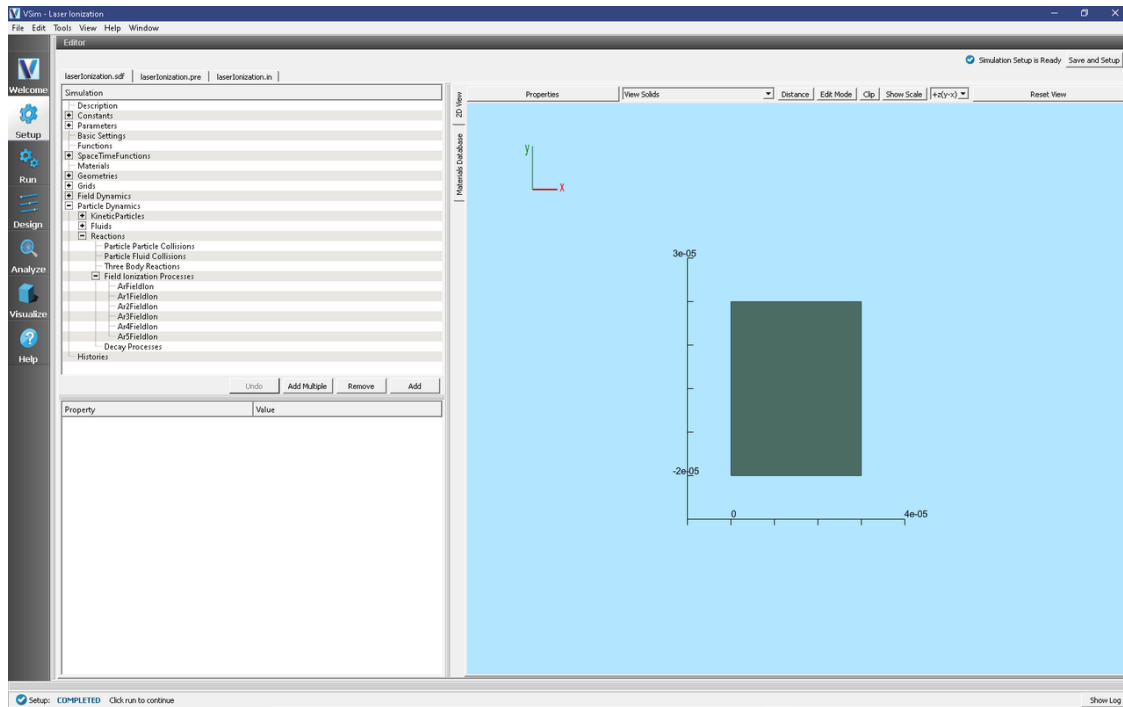 VSim - Laser Ionization
File Edit Tools View Help Window
Editor
Simulation Setup is Ready Save and Setup
laserIonization.sdf laserIonization.pre laserIonization.in
Welcome
Setup
Run
Design
Analyze
Visualize
Help
Simulation
Description
Constants
Parameters
Basic Settings
Functions
SpaceTimeFunctions
Materials
Geometries
Grids
Field Dynamics
Particle Dynamics
KineticParticles
Fluids
Reactions
Particle Particle Collisions
Particle Fluid Collisions
Three Body Reactions
Field Ionization Processes
ArFieldIon
Ar1FieldIon
Ar2FieldIon
Ar3FieldIon
Ar4FieldIon
Ar5FieldIon
Decay Processes
Histories
Undo Add Multiple Remove Add
Property Value
2D View
Materials Database
Properties View Solids Distance Edit Mode Clip Show Scale +z(y-x) Reset View
y
x
3e-05
-2e-05
0 4e-05
Setup: COMPLETED Click run to continue Show Log